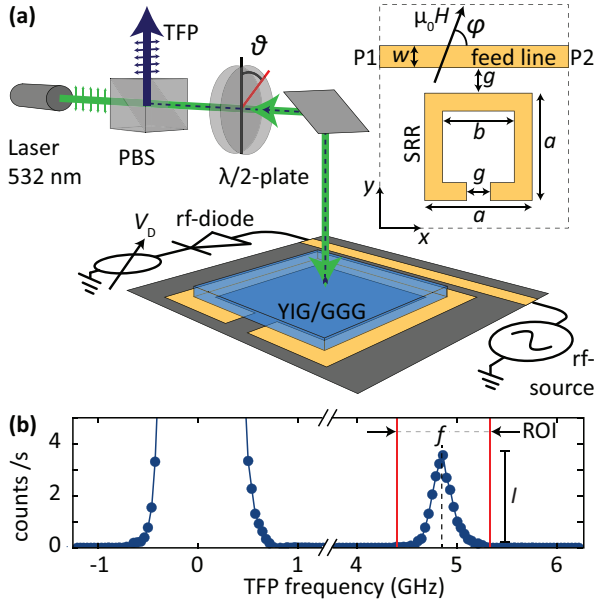 (a)
TFP
ϑ
μ₀H
φ
P1
w
feed line
P2
g
SRR
b
a
g
a
y
x
Laser
532 nm
PBS
λ/2-plate
V_D
rf-diode
YIG/GGG
rf-
source
(b)
counts /s
4
2
0
f
ROI
I
-1
0
1
4
5
6
TFP frequency (GHz)